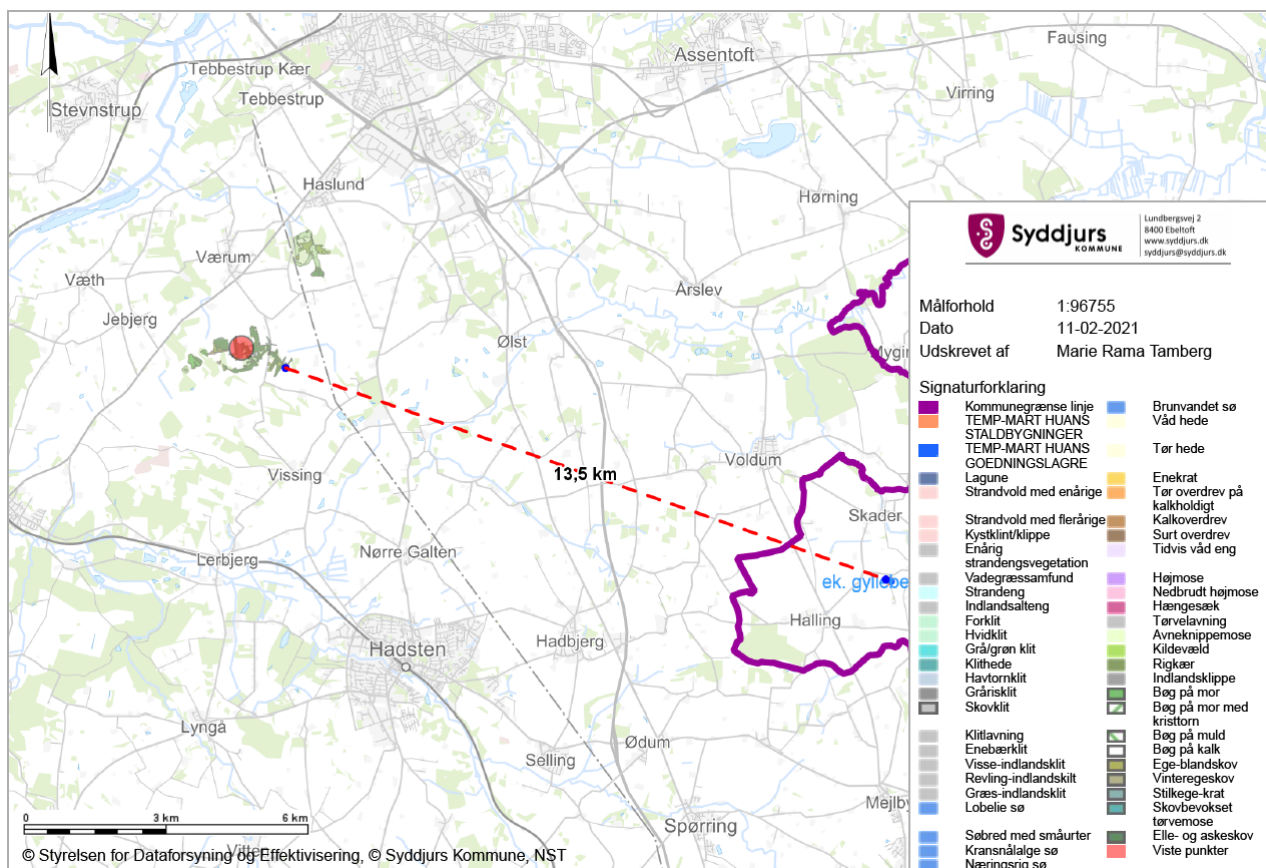 Fausing
Assentoft
Tebbestrup Kær
Tebbestrup
Virring
Stevnstrup
Haslund
Hørning
Værum
Væth
Årslev
Jebjerg
Ølst
Vissing
13,5 km
Voldum
Skader
Nørre Galten
Lerbjerg
ek. gyllebe
Halling
Hadbjerg
Hadsten
Lyngå
Ødum
Selling
Mejlby
Spørring
0 3 km 6 km
© Styrelsen for Dataforsyning og Effektivisering, © Syddjurs Kommune, NST
Syddjurs
KOMMUNE
Lundbergsvej 2
8400 Ebeltoft
www.syddjurs.dk
syddjurs@syddjurs.dk
Målforhold 1:96755
Dato 11-02-2021
Udskrevet af Marie Rama Tamberg
Signaturforklaring
Kommunegrænse linje
TEMP-MART HUANS
STALDBYGNINGER
TEMP-MART HUANS
GOEDNINGSLAGRE
Lagune
Strandvold med enårige
Strandvold med flerårige
Kystklint/klippe
Enårig
strandengsvegetation
Vadegræssamfund
Strandeng
Indlandsalteng
Forklit
Hvidklit
Grå/grøn klit
Klithede
Havtornklit
Grårisklit
Skovklit
Klitlavning
Enebærklit
Visse-indlandsklit
Revling-indlandskilt
Græs-indlandsklit
Lobelie sø
Søbred med småurter
Kransnålalge sø
Næringsrig sø
Brunvandet sø
Våd hede
Tør hede
Enekrat
Tør overdrev på
kalkholdigt
Kalkoverdrev
Surt overdrev
Tidvis våd eng
Højmose
Nedbrudt højmose
Hængesæk
Tørvelavning
Avneknippemose
Kildevæld
Rigkær
Indlandsklippe
Bøg på mor
Bøg på mor med
kristtorn
Bøg på muld
Bøg på kalk
Ege-blandskov
Vinteregeskov
Stilkege-krat
Skovbevokset
tørvemose
Elle- og askeskov
Viste punkter